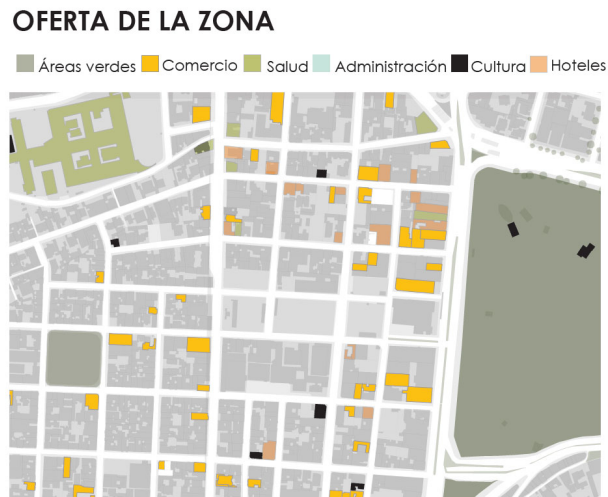 OFERTA DE LA ZONA
Áreas verdes Comercio Salud Administración Cultura Hoteles